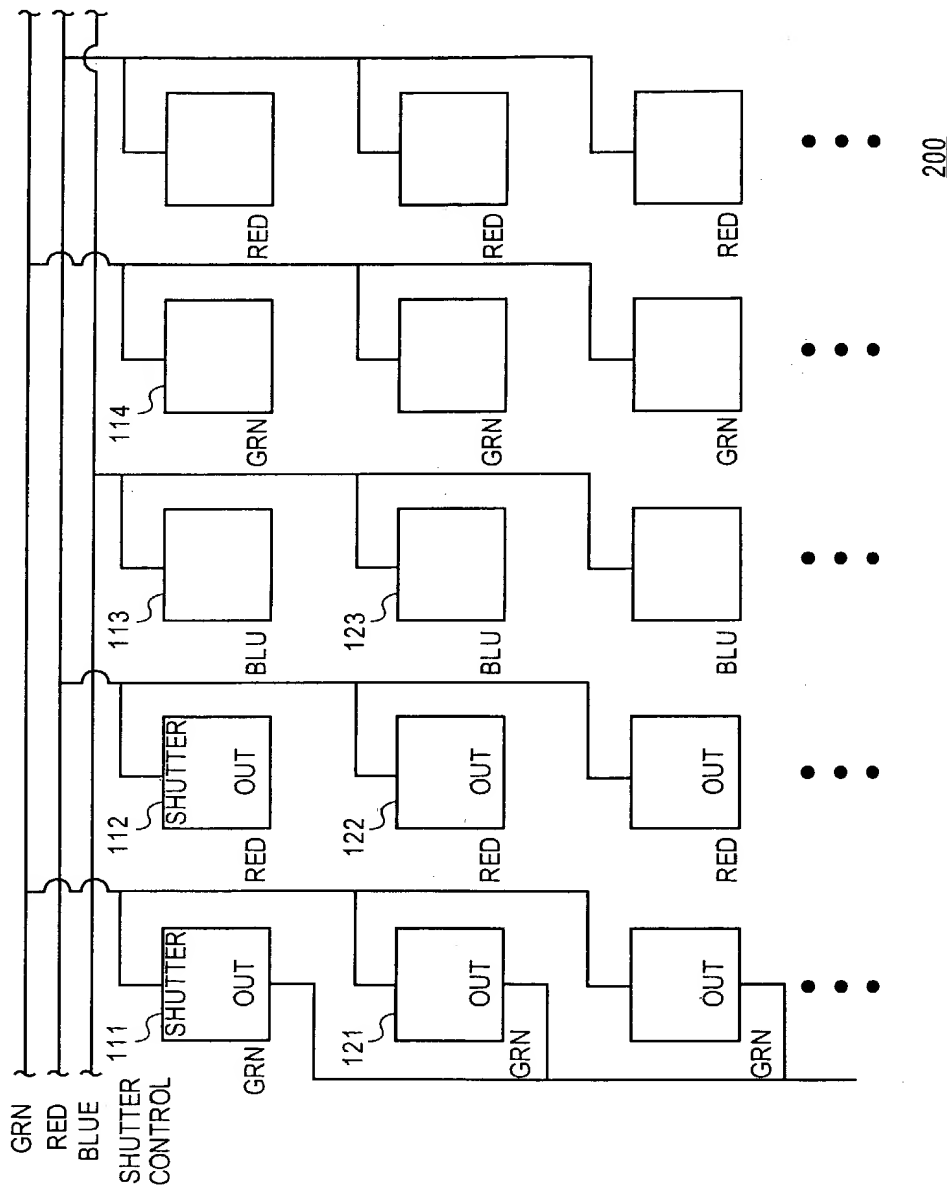 GRN
RED
BLUE
SHUTTER
CONTROL
111
SHUTTER
OUT
GRN
112
SHUTTER
OUT
RED
113
BLU
114
GRN
RED
121
OUT
GRN
122
OUT
RED
123
BLU
GRN
RED
OUT
GRN
OUT
RED
BLU
GRN
RED
200